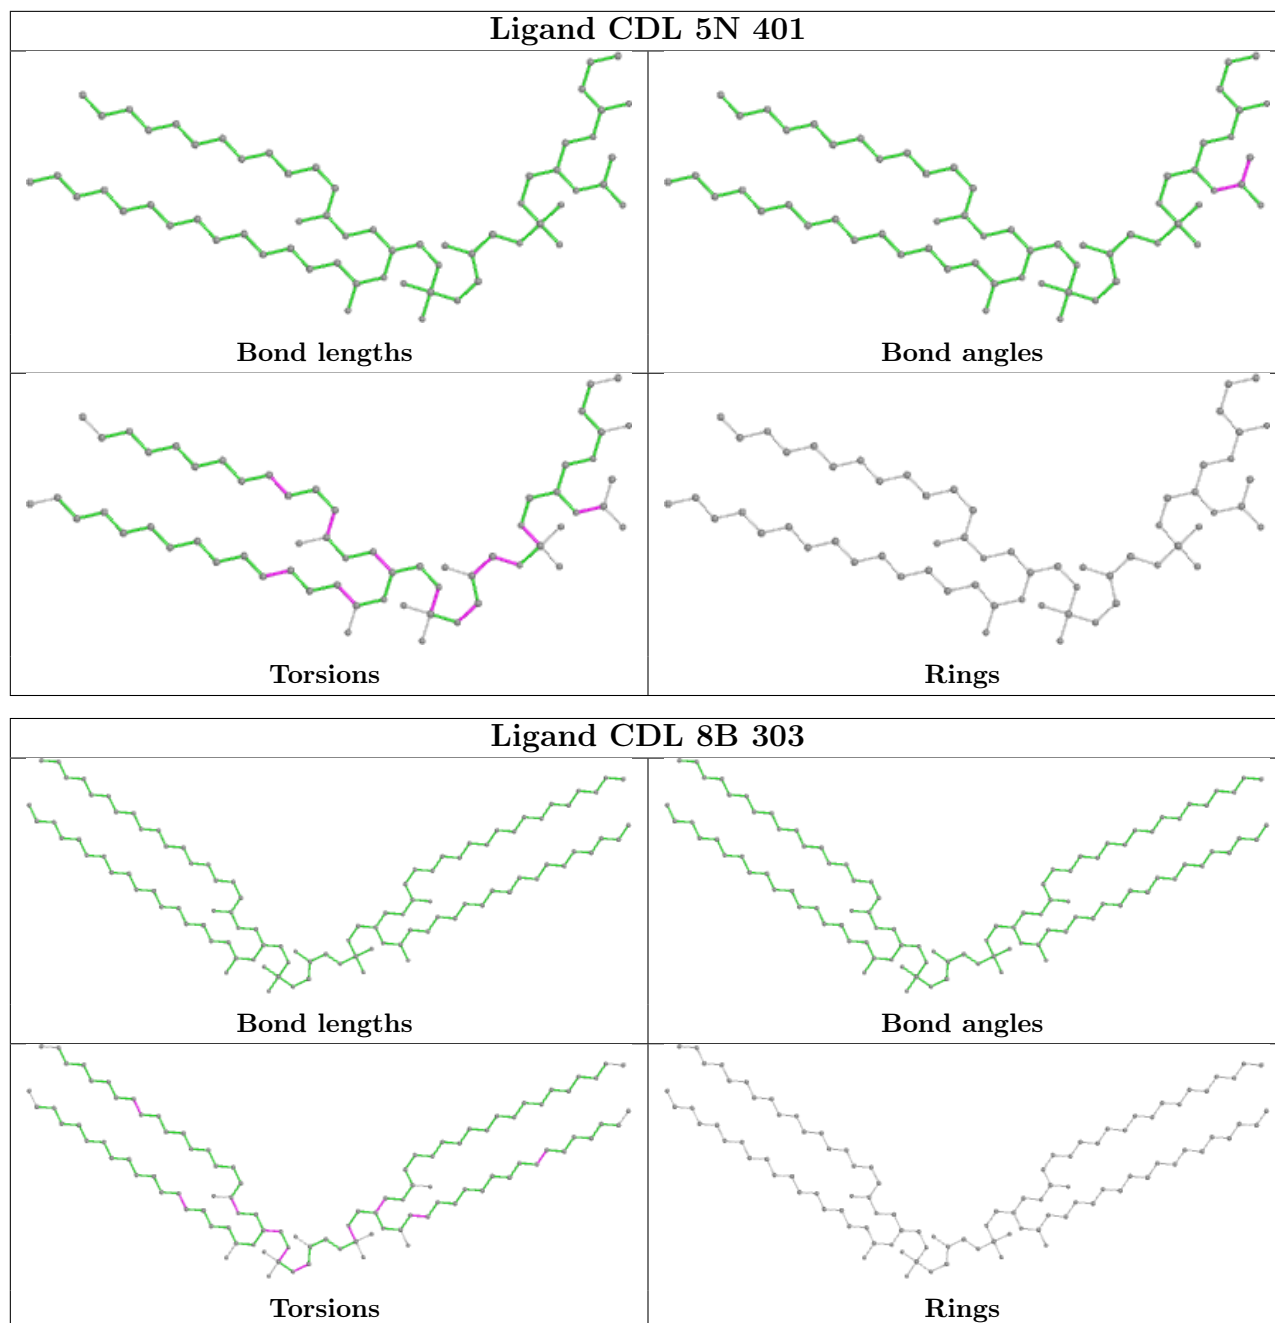 Ligand CDL 5N 401
Bond lengths
Bond angles
Torsions
Rings
Ligand CDL 8B 303
Bond lengths
Bond angles
Torsions
Rings